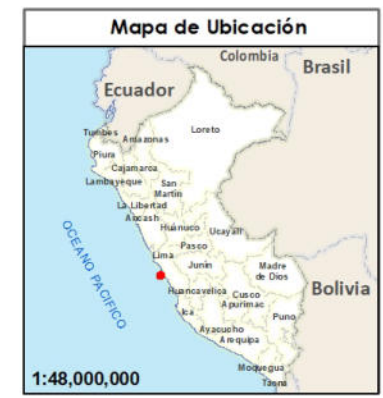 Mapa de Ubicación
Colombia
Brasil
Ecuador
Tumbes
Amazonas
Loreto
Piura
Cajamarca
Lambayeque
San
Martin
La Libertad
Ancash
Huánuco
Ucayali
OCEANO PACIFICO
Pasco
Lima
Junín
Madre
de Dios
Huancavelica
Cusco
Bolivia
Apurimac
Ica
Puno
Ayacucho
Arequipa
Moquegua
Tacna
1:48,000,000